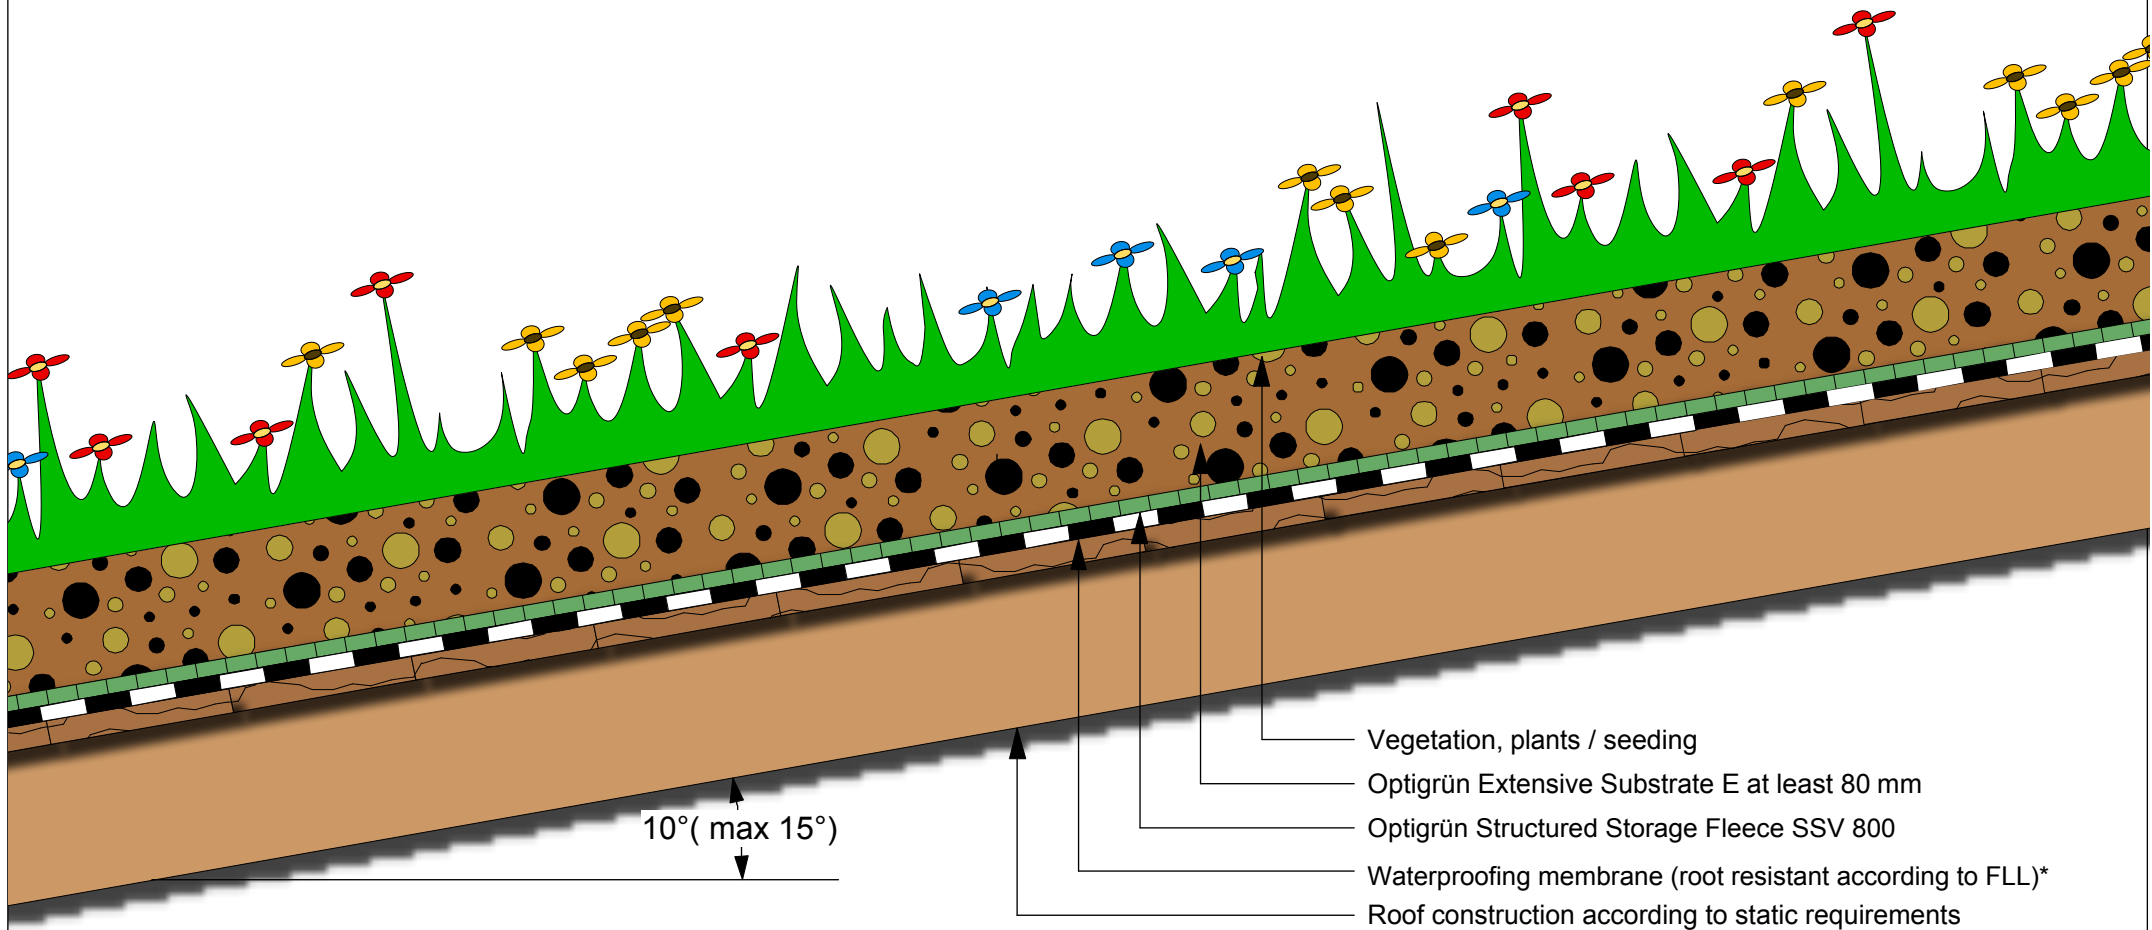 Vegetation, plants / seeding
Optigrün Extensive Substrate E at least 80 mm
10°( max 15°)
Optigrün Structured Storage Fleece SSV 800
Waterproofing membrane (root resistant according to FLL)*
Roof construction according to static requirements